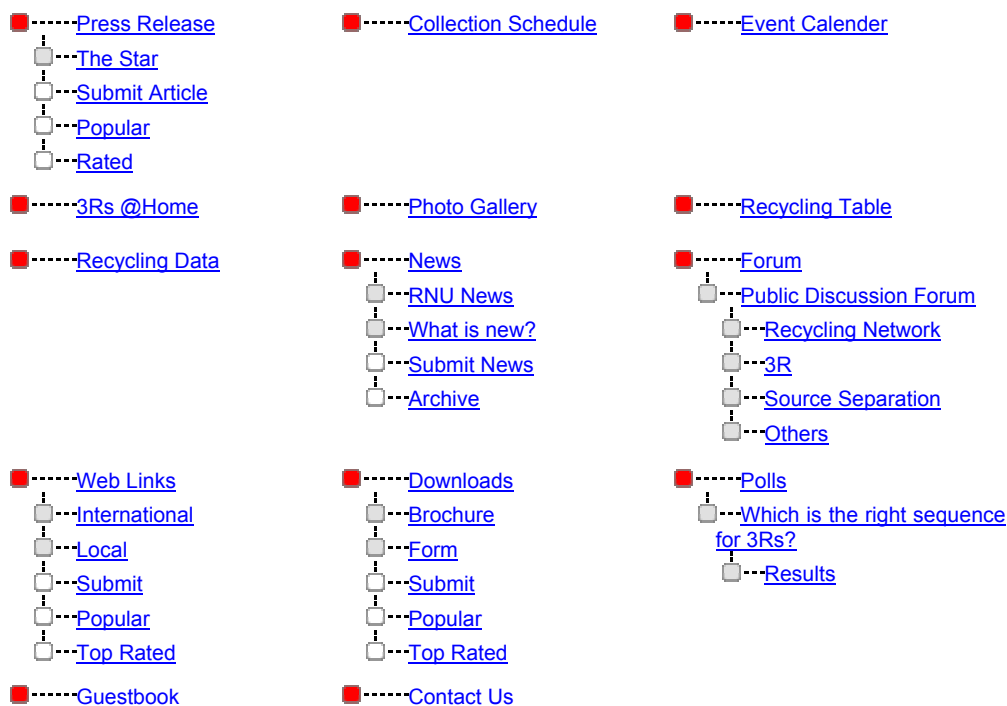 Press Release
The Star
Submit Article
Popular
Rated
Collection Schedule
Event Calender
3Rs @Home
Photo Gallery
Recycling Table
Recycling Data
News
RNU News
What is new?
Submit News
Archive
Forum
Public Discussion Forum
Recycling Network
3R
Source Separation
Others
Web Links
International
Local
Submit
Popular
Top Rated
Downloads
Brochure
Form
Submit
Popular
Top Rated
Polls
Which is the right sequence
for 3Rs?
Results
Guestbook
Contact Us